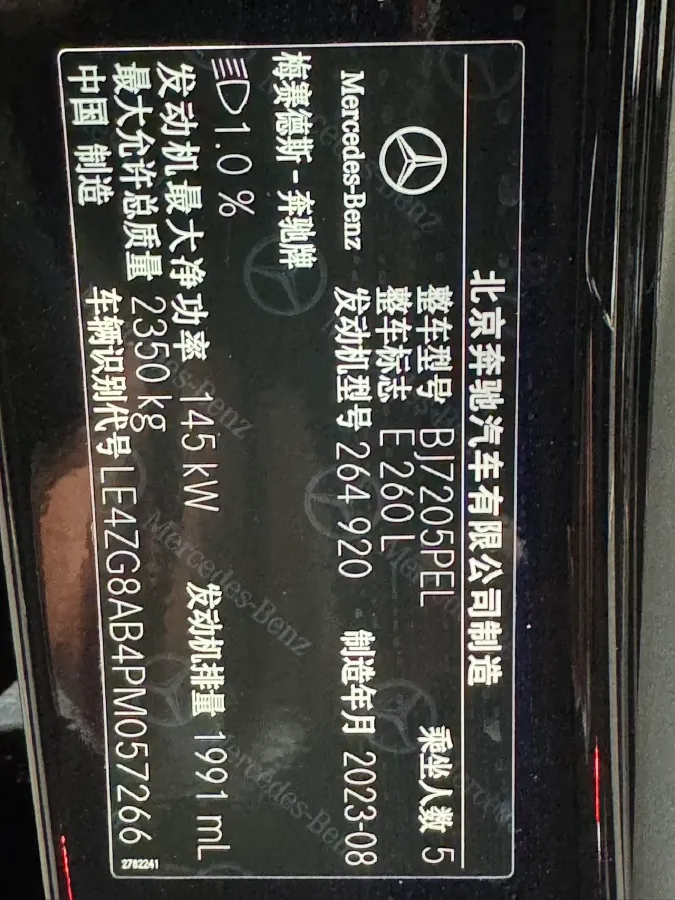 北京奔驰汽车有限公司制造
Mercedes-Benz
整车型号 BJ7205PEL 乘坐人数 5
整车标志 E 260 L
发动机型号 264 920 制造年月 2023-08
梅赛德斯-奔驰牌
1.0 %
发动机最大净功率 145 kW 发动机排量 1991 mL
最大允许总质量 2350 kg
中国 制造 车辆识别代号 LE4ZG8AB4PM057266
2782241